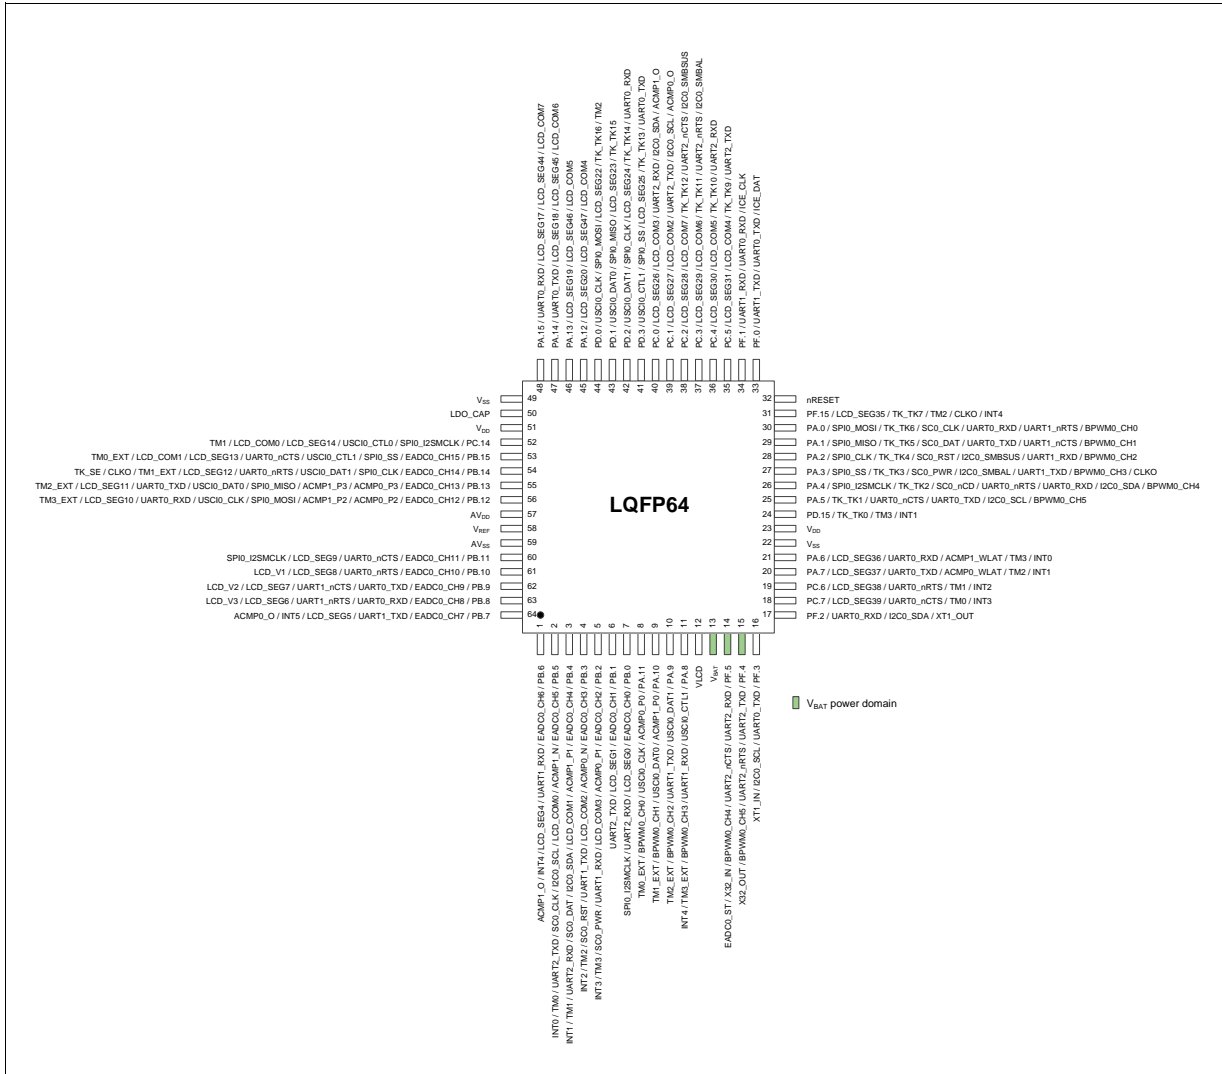 PA.15 / UART0_RXD / LCD_SEG17 / LCD_SEG44 / LCD_COM7
PA.14 / UART0_TXD / LCD_SEG18 / LCD_SEG45 / LCD_COM6
PA.13 / LCD_SEG19 / LCD_SEG46 / LCD_COM5
PA.12 / LCD_SEG20 / LCD_SEG47 / LCD_COM4
PD.0 / USCI0_CLK / SPI0_MOSI / LCD_SEG22 / TK_TK16 / TM2
PD.1 / USCI0_DAT0 / SPI0_MISO / LCD_SEG23 / TK_TK15
PD.2 / USCI0_DAT1 / SPI0_CLK / LCD_SEG24 / TK_TK14 / UART0_RXD
PD.3 / USCI0_CTL1 / SPI0_SS / LCD_SEG25 / TK_TK13 / UART0_TXD
PC.0 / LCD_SEG26 / LCD_COM3 / UART2_RXD / I2C0_SDA / ACMP1_O
PC.1 / LCD_SEG27 / LCD_COM2 / UART2_TXD / I2C0_SCL / ACMP0_O
PC.2 / LCD_SEG28 / LCD_COM7 / TK_TK12 / UART2_nCTS / I2C0_SMBSUS
PC.3 / LCD_SEG29 / LCD_COM6 / TK_TK11 / UART2_nRTS / I2C0_SMBAL
PC.4 / LCD_SEG30 / LCD_COM5 / TK_TK10 / UART2_RXD
PC.5 / LCD_SEG31 / LCD_COM4 / TK_TK9 / UART2_TXD
PF.1 / UART1_RXD / UART0_RXD / ICE_CLK
PF.0 / UART1_TXD / UART0_TXD / ICE_DAT
48 47 46 45 44 43 42 41 40 39 38 37 36 35 34 33
VSS 49
LDO_CAP 50
VDD 51
TM1 / LCD_COM0 / LCD_SEG14 / USCI0_CTL0 / SPI0_I2SMCLK / PC.14 52
TM0_EXT / LCD_COM1 / LCD_SEG13 / UART0_nCTS / USCI0_CTL1 / SPI0_SS / EADC0_CH15 / PB.15 53
TK_SE / CLKO / TM1_EXT / LCD_SEG12 / UART0_nRTS / USCI0_DAT1 / SPI0_CLK / EADC0_CH14 / PB.14 54
TM2_EXT / LCD_SEG11 / UART0_TXD / USCI0_DAT0 / SPI0_MISO / ACMP1_P3 / ACMP0_P3 / EADC0_CH13 / PB.13 55
TM3_EXT / LCD_SEG10 / UART0_RXD / USCI0_CLK / SPI0_MOSI / ACMP1_P2 / ACMP0_P2 / EADC0_CH12 / PB.12 56
AVDD 57
VREF 58
AVSS 59
SPI0_I2SMCLK / LCD_SEG9 / UART0_nCTS / EADC0_CH11 / PB.11 60
LCD_V1 / LCD_SEG8 / UART0_nRTS / EADC0_CH10 / PB.10 61
LCD_V2 / LCD_SEG7 / UART1_nCTS / UART0_TXD / EADC0_CH9 / PB.9 62
LCD_V3 / LCD_SEG6 / UART1_nRTS / UART0_RXD / EADC0_CH8 / PB.8 63
ACMP0_O / INT5 / LCD_SEG5 / UART1_TXD / EADC0_CH7 / PB.7 64
LQFP64
32 nRESET
31 PF.15 / LCD_SEG35 / TK_TK7 / TM2 / CLKO / INT4
30 PA.0 / SPI0_MOSI / TK_TK6 / SC0_CLK / UART0_RXD / UART1_nRTS / BPWM0_CH0
29 PA.1 / SPI0_MISO / TK_TK5 / SC0_DAT / UART0_TXD / UART1_nCTS / BPWM0_CH1
28 PA.2 / SPI0_CLK / TK_TK4 / SC0_RST / I2C0_SMBSUS / UART1_RXD / BPWM0_CH2
27 PA.3 / SPI0_SS / TK_TK3 / SC0_PWR / I2C0_SMBAL / UART1_TXD / BPWM0_CH3 / CLKO
26 PA.4 / SPI0_I2SMCLK / TK_TK2 / SC0_nCD / UART0_nRTS / UART0_RXD / I2C0_SDA / BPWM0_CH4
25 PA.5 / TK_TK1 / UART0_nCTS / UART0_TXD / I2C0_SCL / BPWM0_CH5
24 PD.15 / TK_TK0 / TM3 / INT1
23 VDD
22 VSS
21 PA.6 / LCD_SEG36 / UART0_RXD / ACMP1_WLAT / TM3 / INT0
20 PA.7 / LCD_SEG37 / UART0_TXD / ACMP0_WLAT / TM2 / INT1
19 PC.6 / LCD_SEG38 / UART0_nRTS / TM1 / INT2
18 PC.7 / LCD_SEG39 / UART0_nCTS / TM0 / INT3
17 PF.2 / UART0_RXD / I2C0_SDA / XT1_OUT
1 2 3 4 5 6 7 8 9 10 11 12 13 14 15 16
ACMP1_O / INT4 / LCD_SEG4 / UART1_RXD / EADC0_CH6 / PB.6
INT0 / TM0 / UART2_TXD / SC0_CLK / I2C0_SCL / LCD_COM0 / ACMP1_N / EADC0_CH5 / PB.5
INT1 / TM1 / UART2_RXD / SC0_DAT / I2C0_SDA / LCD_COM1 / ACMP1_P1 / EADC0_CH4 / PB.4
INT2 / TM2 / SC0_RST / UART1_TXD / LCD_COM2 / ACMP0_N / EADC0_CH3 / PB.3
INT3 / TM3 / SC0_PWR / UART1_RXD / LCD_COM3 / ACMP0_P1 / EADC0_CH2 / PB.2
UART2_TXD / LCD_SEG1 / EADC0_CH1 / PB.1
SPI0_I2SMCLK / UART2_RXD / LCD_SEG0 / EADC0_CH0 / PB.0
TM0_EXT / BPWM0_CH0 / USCI0_CLK / ACMP0_P0 / PA.11
TM1_EXT / BPWM0_CH1 / USCI0_DAT0 / ACMP1_P0 / PA.10
TM2_EXT / BPWM0_CH2 / UART1_TXD / USCI0_DAT1 / PA.9
INT4 / TM3_EXT / BPWM0_CH3 / UART1_RXD / USCI0_CTL1 / PA.8
VLCD
VBAT
EADC0_ST / X32_IN / BPWM0_CH4 / UART2_nCTS / UART2_RXD / PF.5
X32_OUT / BPWM0_CH5 / UART2_nRTS / UART2_TXD / PF.4
XT1_IN / I2C0_SCL / UART0_TXD / PF.3
VBAT power domain